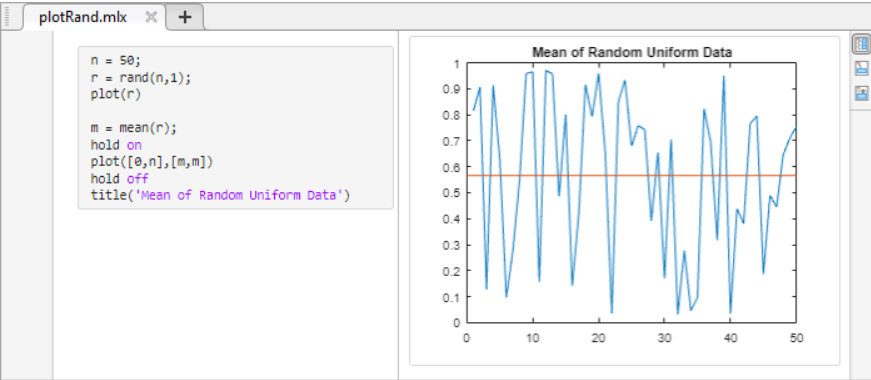 plotRand.mlx
n = 50;
r = rand(n,1);
plot(r)
m = mean(r);
hold on
plot([0,n],[m,m])
hold off
title('Mean of Random Uniform Data')
Mean of Random Uniform Data
1
0.9
0.8
0.7
0.6
0.5
0.4
0.3
0.2
0.1
0
0 10 20 30 40 50